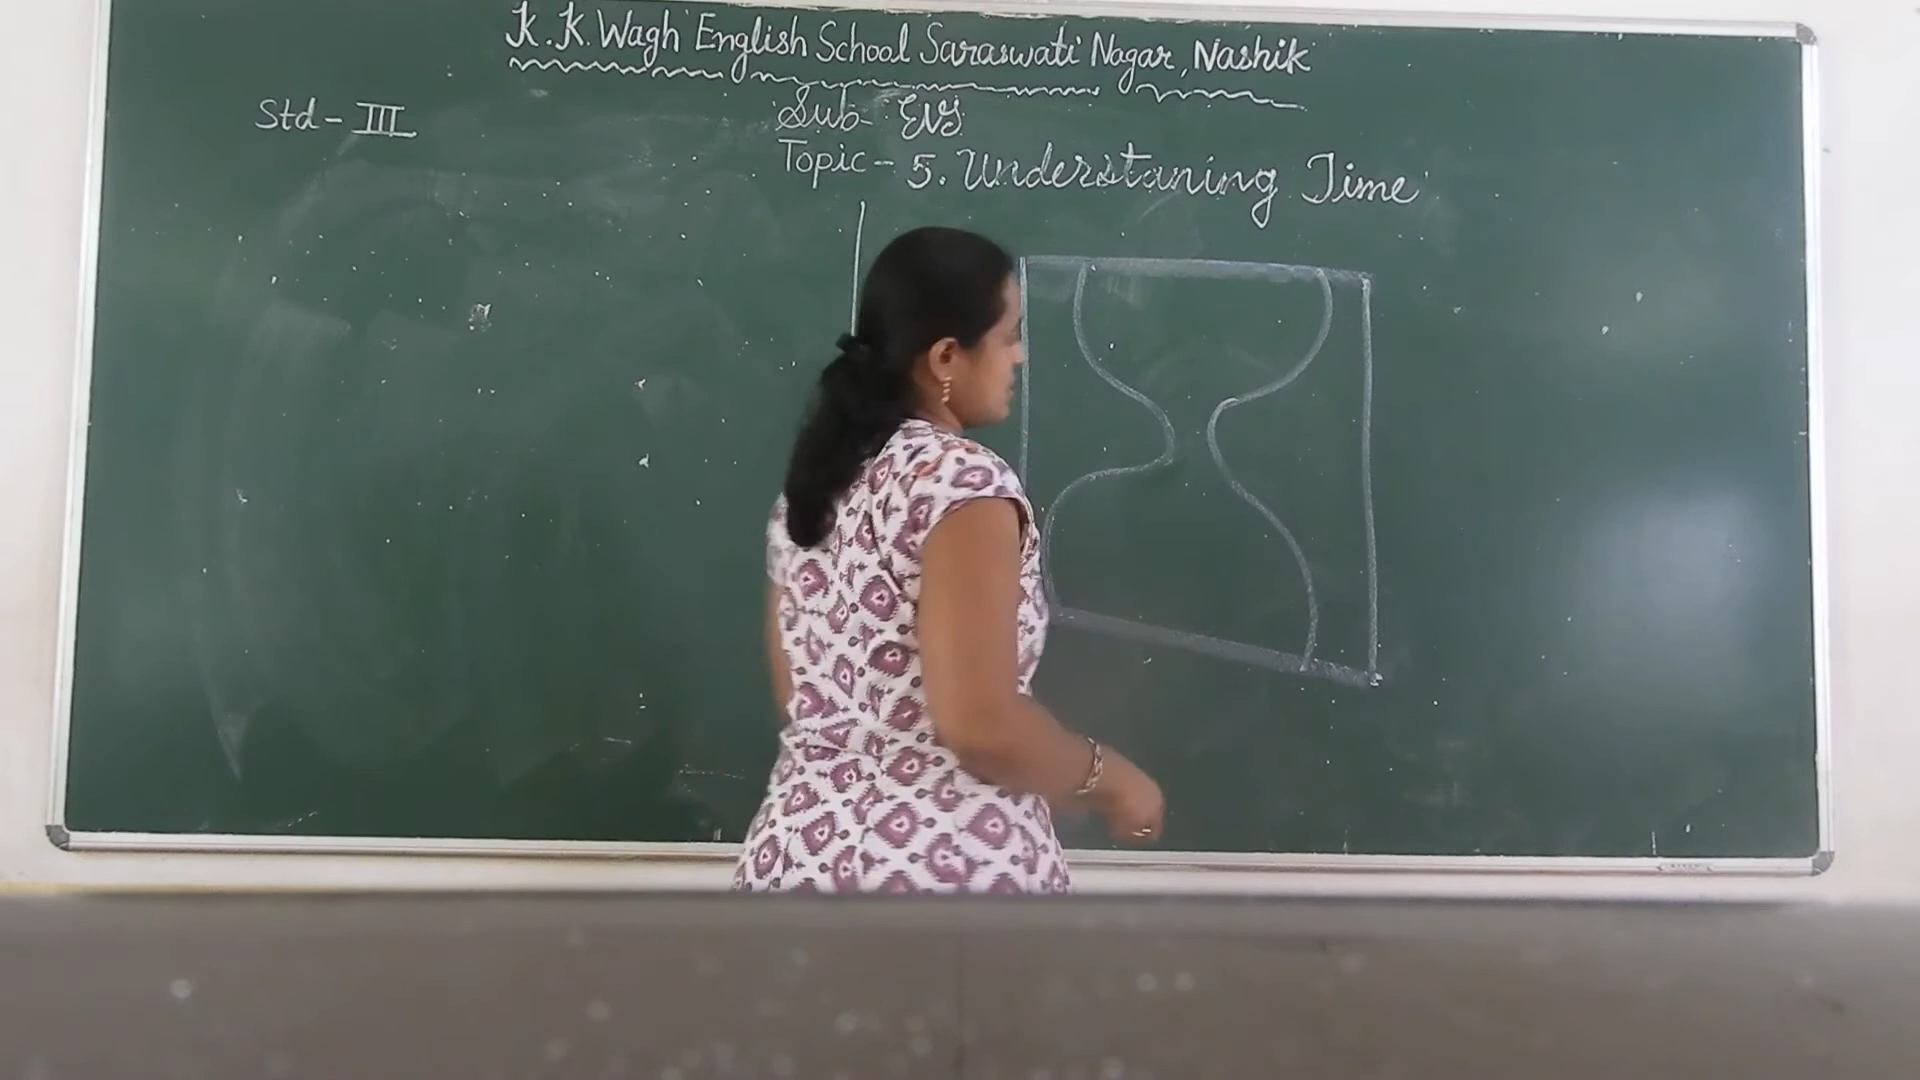 K. K. Wagh English School Saraswati Nagar, Nashik
Std - III
Sub - EVS
Topic - 5. Understaning Time